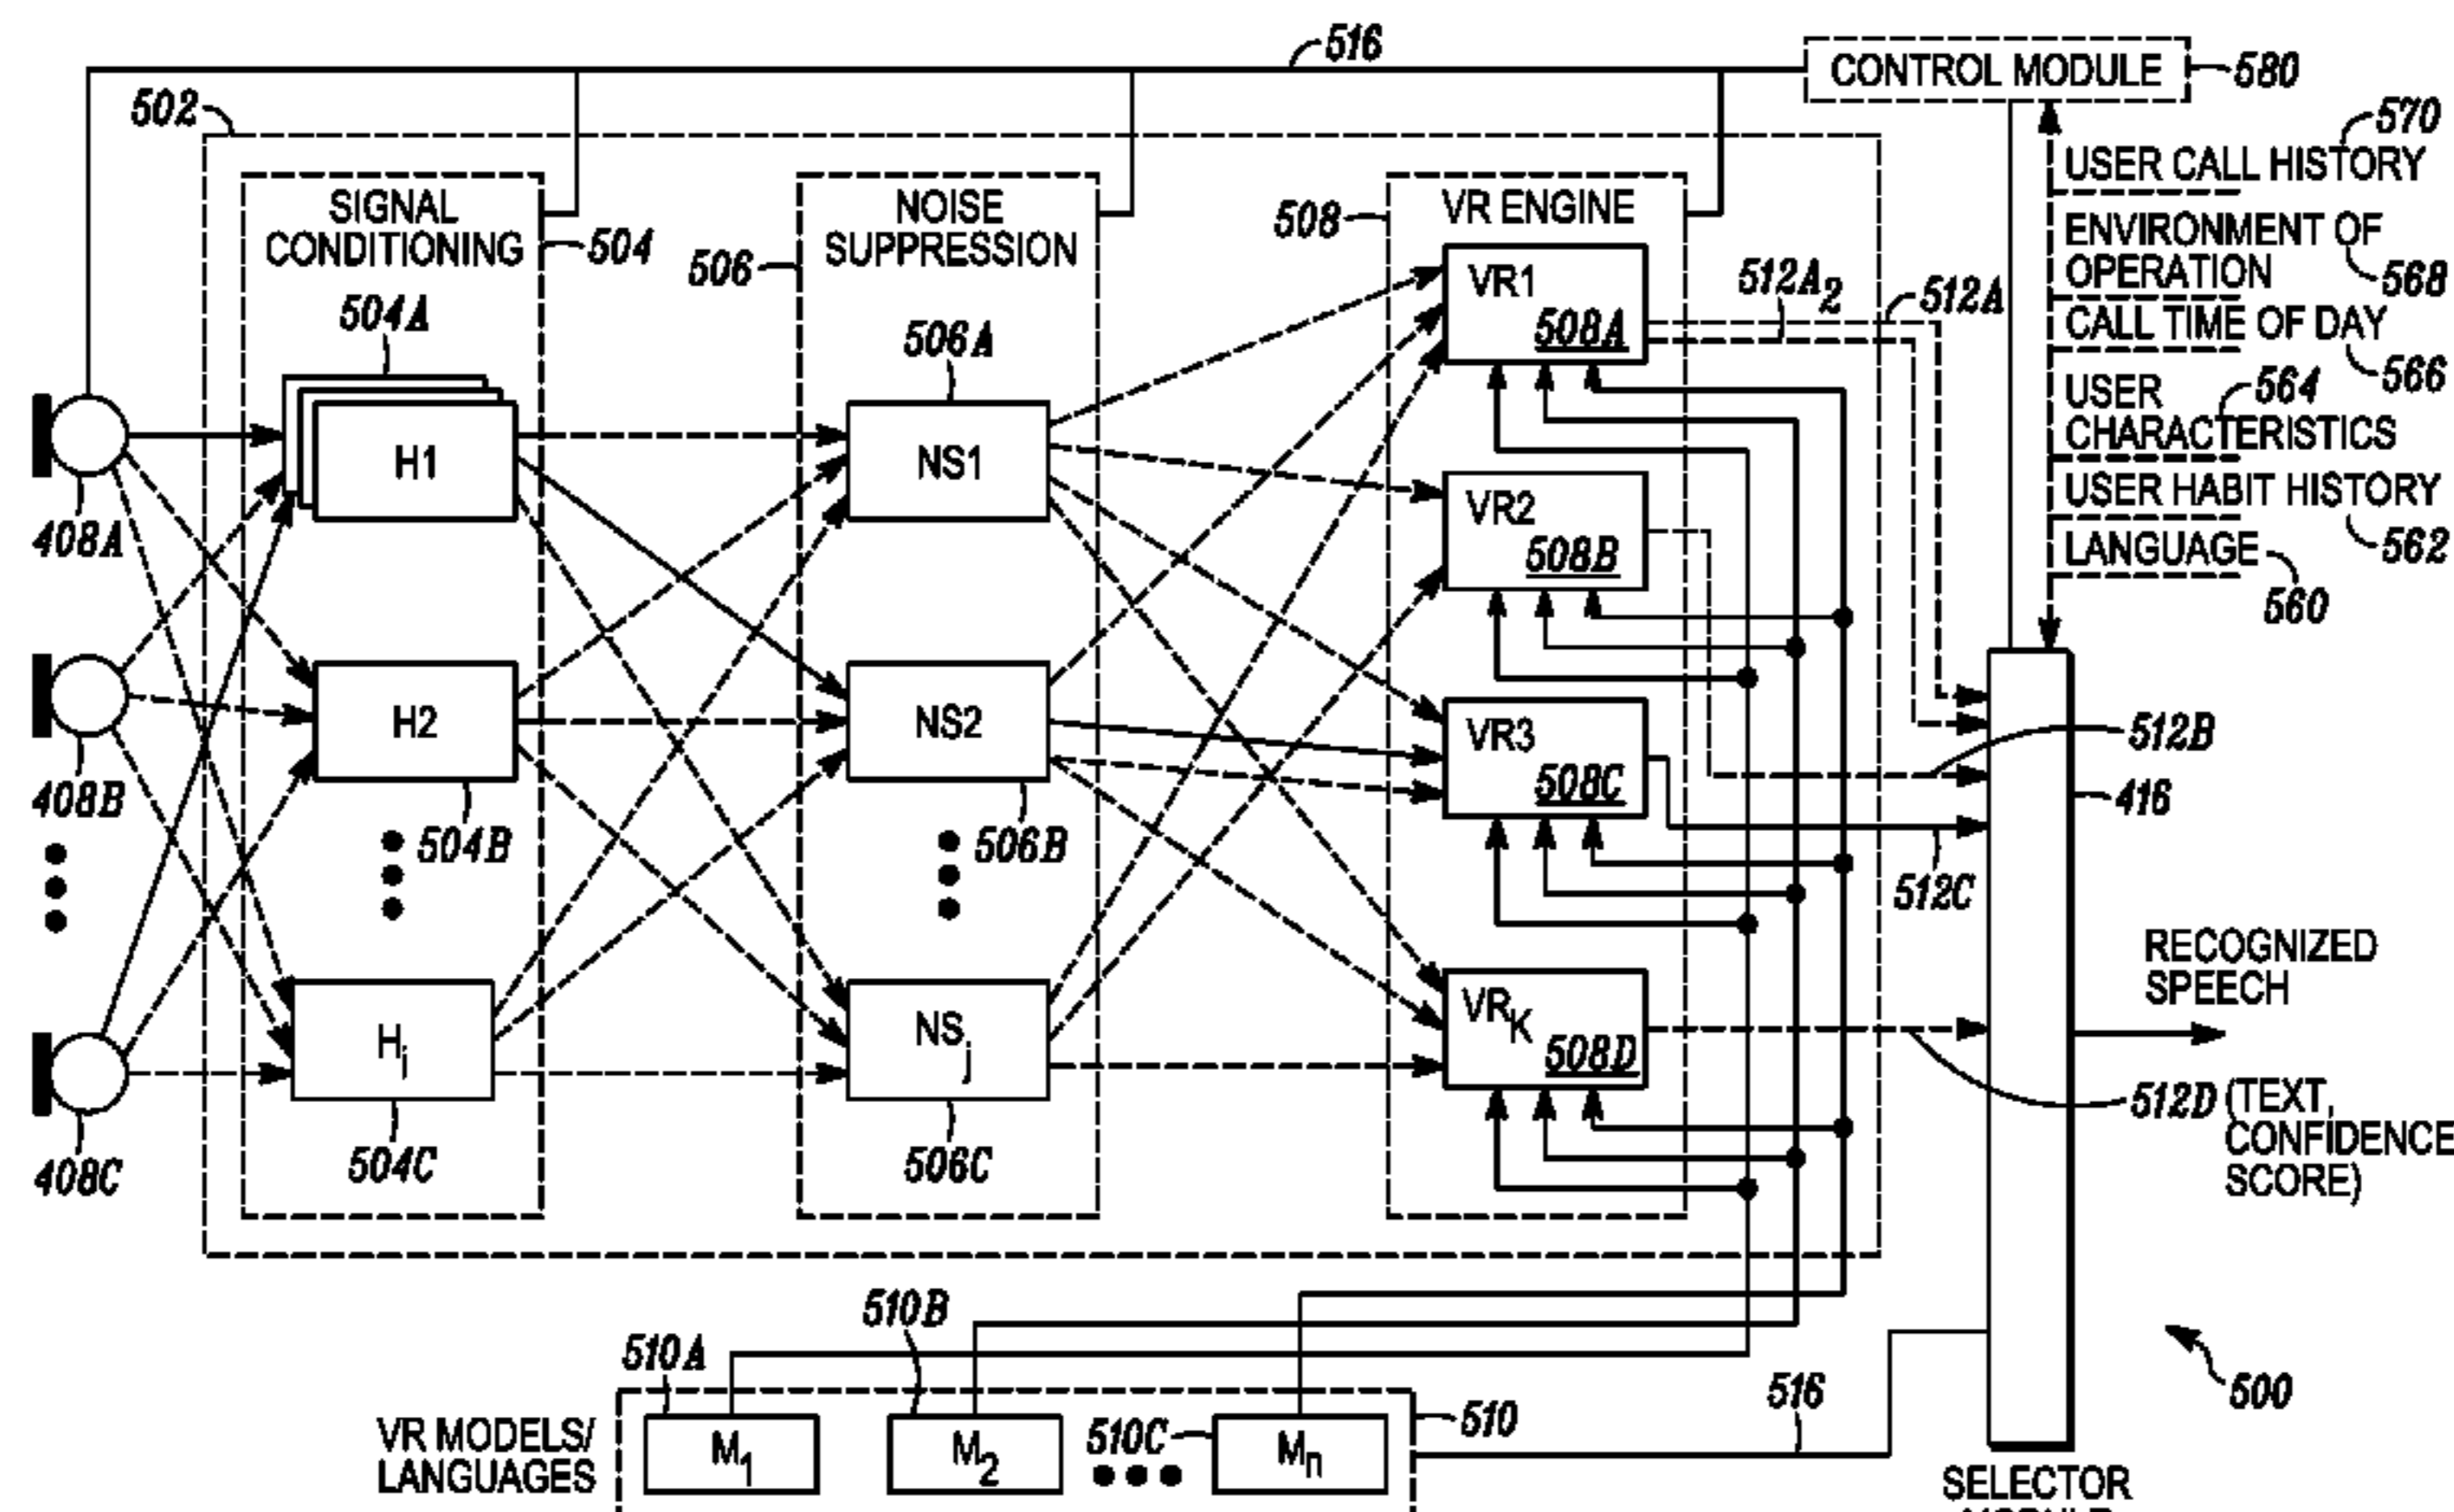 516
CONTROL MODULE
580
502
570
USER CALL HISTORY
SIGNAL
CONDITIONING
504
NOISE
SUPPRESSION
506
VR ENGINE
508
ENVIRONMENT OF
OPERATION
568
504A
506A
VR1
508A
512A2
512A
CALL TIME OF DAY
566
USER
CHARACTERISTICS
564
H1
NS1
408A
VR2
508B
USER HABIT HISTORY
562
LANGUAGE
560
H2
NS2
VR3
508C
512B
416
408B
504B
506B
512C
RECOGNIZED
SPEECH
Hj
NSj
VRK
508D
512D (TEXT,
CONFIDENCE
SCORE)
408C
504C
506C
510A
510B
516
500
VR MODELS/
LANGUAGES
M1
M2
510C
Mn
510
SELECTOR
MODULE